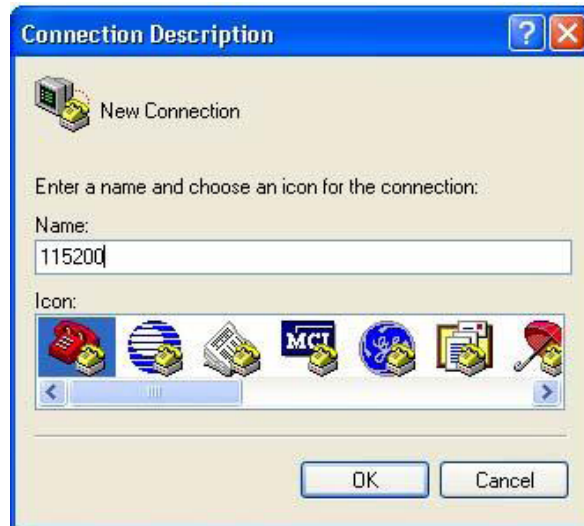 Connection Description
New Connection
Enter a name and choose an icon for the connection:
Name:
115200
Icon:
MCI
OK Cancel